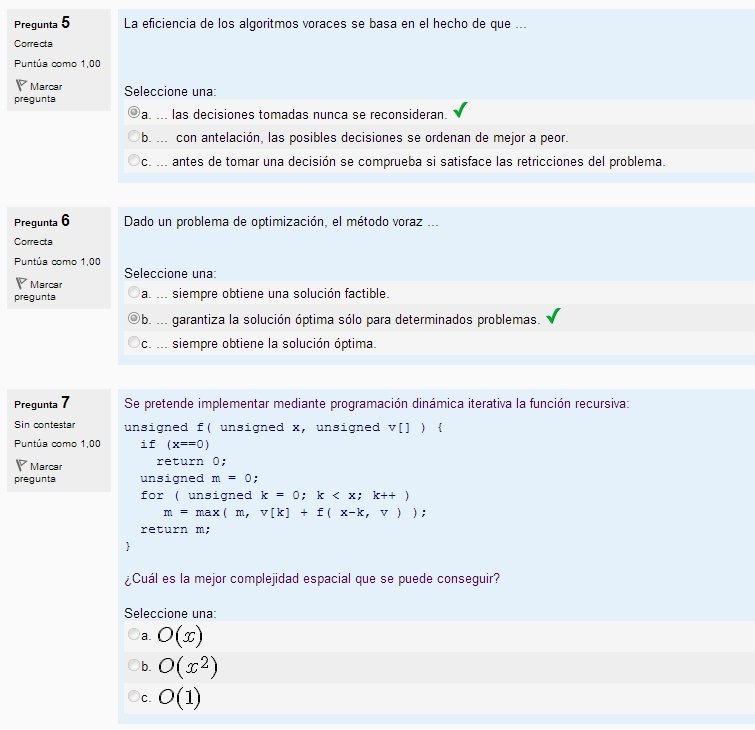 Pregunta 5
Correcta
Puntúa como 1,00
Marcar
pregunta
La eficiencia de los algoritmos voraces se basa en el hecho de que ...
Seleccione una:
a. ... las decisiones tomadas nunca se reconsideran.
b. ... con antelación, las posibles decisiones se ordenan de mejor a peor.
c. ... antes de tomar una decisión se comprueba si satisface las retricciones del problema.
Pregunta 6
Correcta
Puntúa como 1,00
Marcar
pregunta
Dado un problema de optimización, el método voraz ...
Seleccione una:
a. ... siempre obtiene una solución factible.
b. ... garantiza la solución óptima sólo para determinados problemas.
c. ... siempre obtiene la solución óptima.
Pregunta 7
Sin contestar
Puntúa como 1,00
Marcar
pregunta
Se pretende implementar mediante programación dinámica iterativa la función recursiva:
unsigned f( unsigned x, unsigned v[] ) {
  if (x==0)
    return 0;
  unsigned m = 0;
  for ( unsigned k = 0; k < x; k++ )
     m = max( m, v[k] + f( x-k, v ) );
  return m;
}
¿Cuál es la mejor complejidad espacial que se puede conseguir?
Seleccione una:
a. O(x)
b. O(x²)
c. O(1)